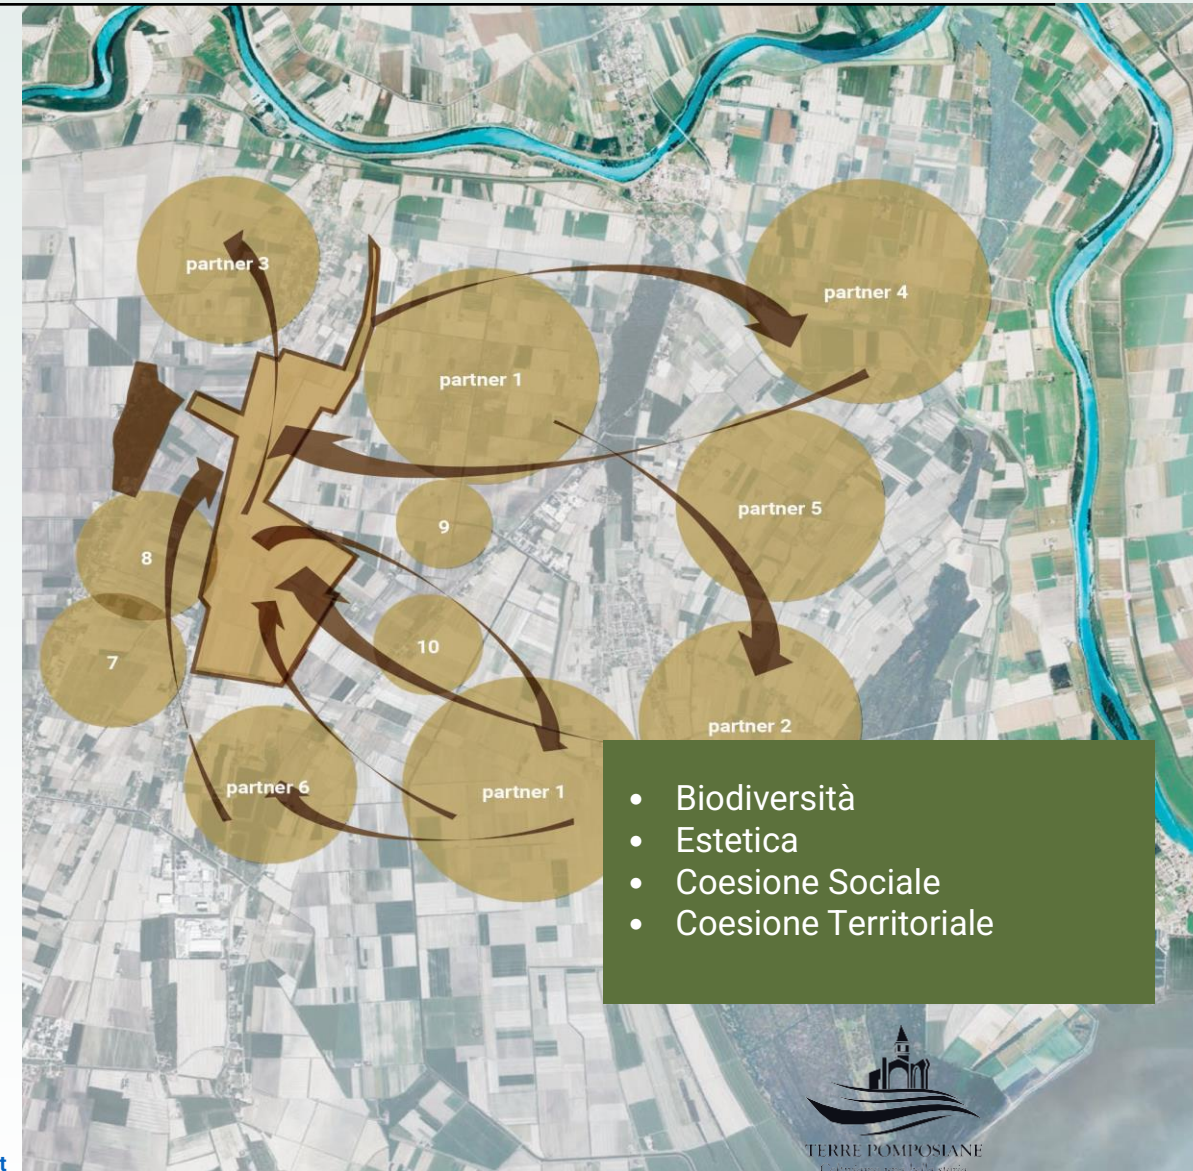 partner 3
partner 4
partner 1
partner 5
9
8
10
7
partner 2
partner 6
partner 1
• Biodiversità
• Estetica
• Coesione Sociale
• Coesione Territoriale
TERRE POMPOSIANE
t